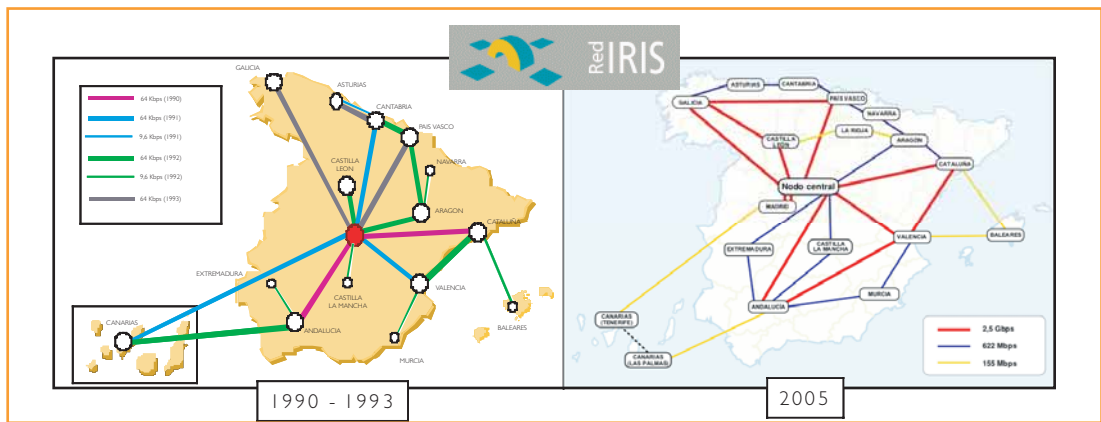 Red IRIS
64 Kbps (1990)
64 Kbps (1991)
9,6 Kbps (1991)
64 Kbps (1992)
9,6 Kbps (1992)
64 Kbps (1993)
GALICIA
ASTURIAS
CANTABRIA
PAIS VASCO
CASTILLA
LEON
NAVARRA
ARAGON
CATALUÑA
EXTREMADURA
CASTILLA
LA MANCHA
VALENCIA
BALEARES
CANARIAS
ANDALUCIA
MURCIA
1990 - 1993
ASTURIAS
CANTABRIA
GALICIA
PAIS VASCO
NAVARRA
LA RIOJA
CASTILLA
LEON
ARAGON
CATALUÑA
Nodo central
MADRID
VALENCIA
BALEARES
EXTREMADURA
CASTILLA
LA MANCHA
MURCIA
ANDALUCIA
CANARIAS
(TENERIFE)
CANARIAS
(LAS PALMAS)
2,5 Gbps
622 Mbps
155 Mbps
2005